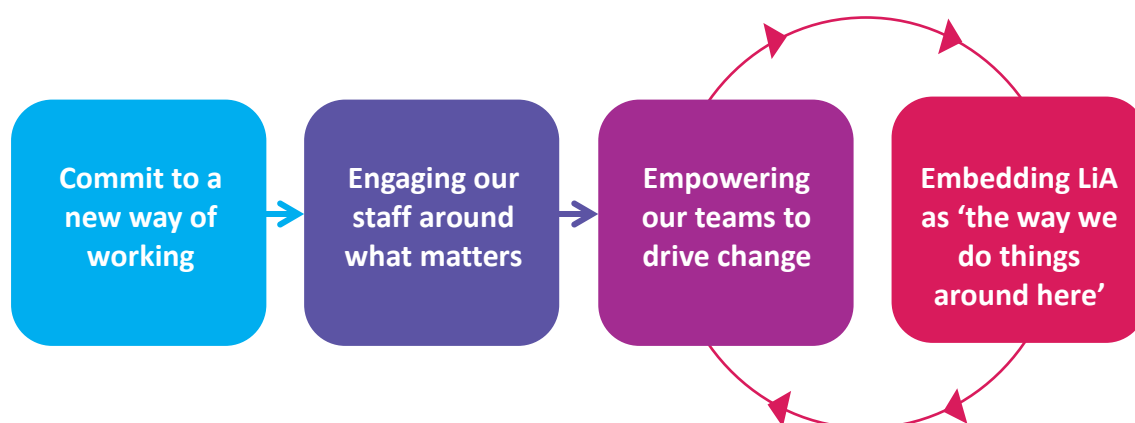 Commit to a
new way of
working
Engaging our
staff around
what matters
Empowering
our teams to
drive change
Embedding LiA
as ‘the way we
do things
around here’